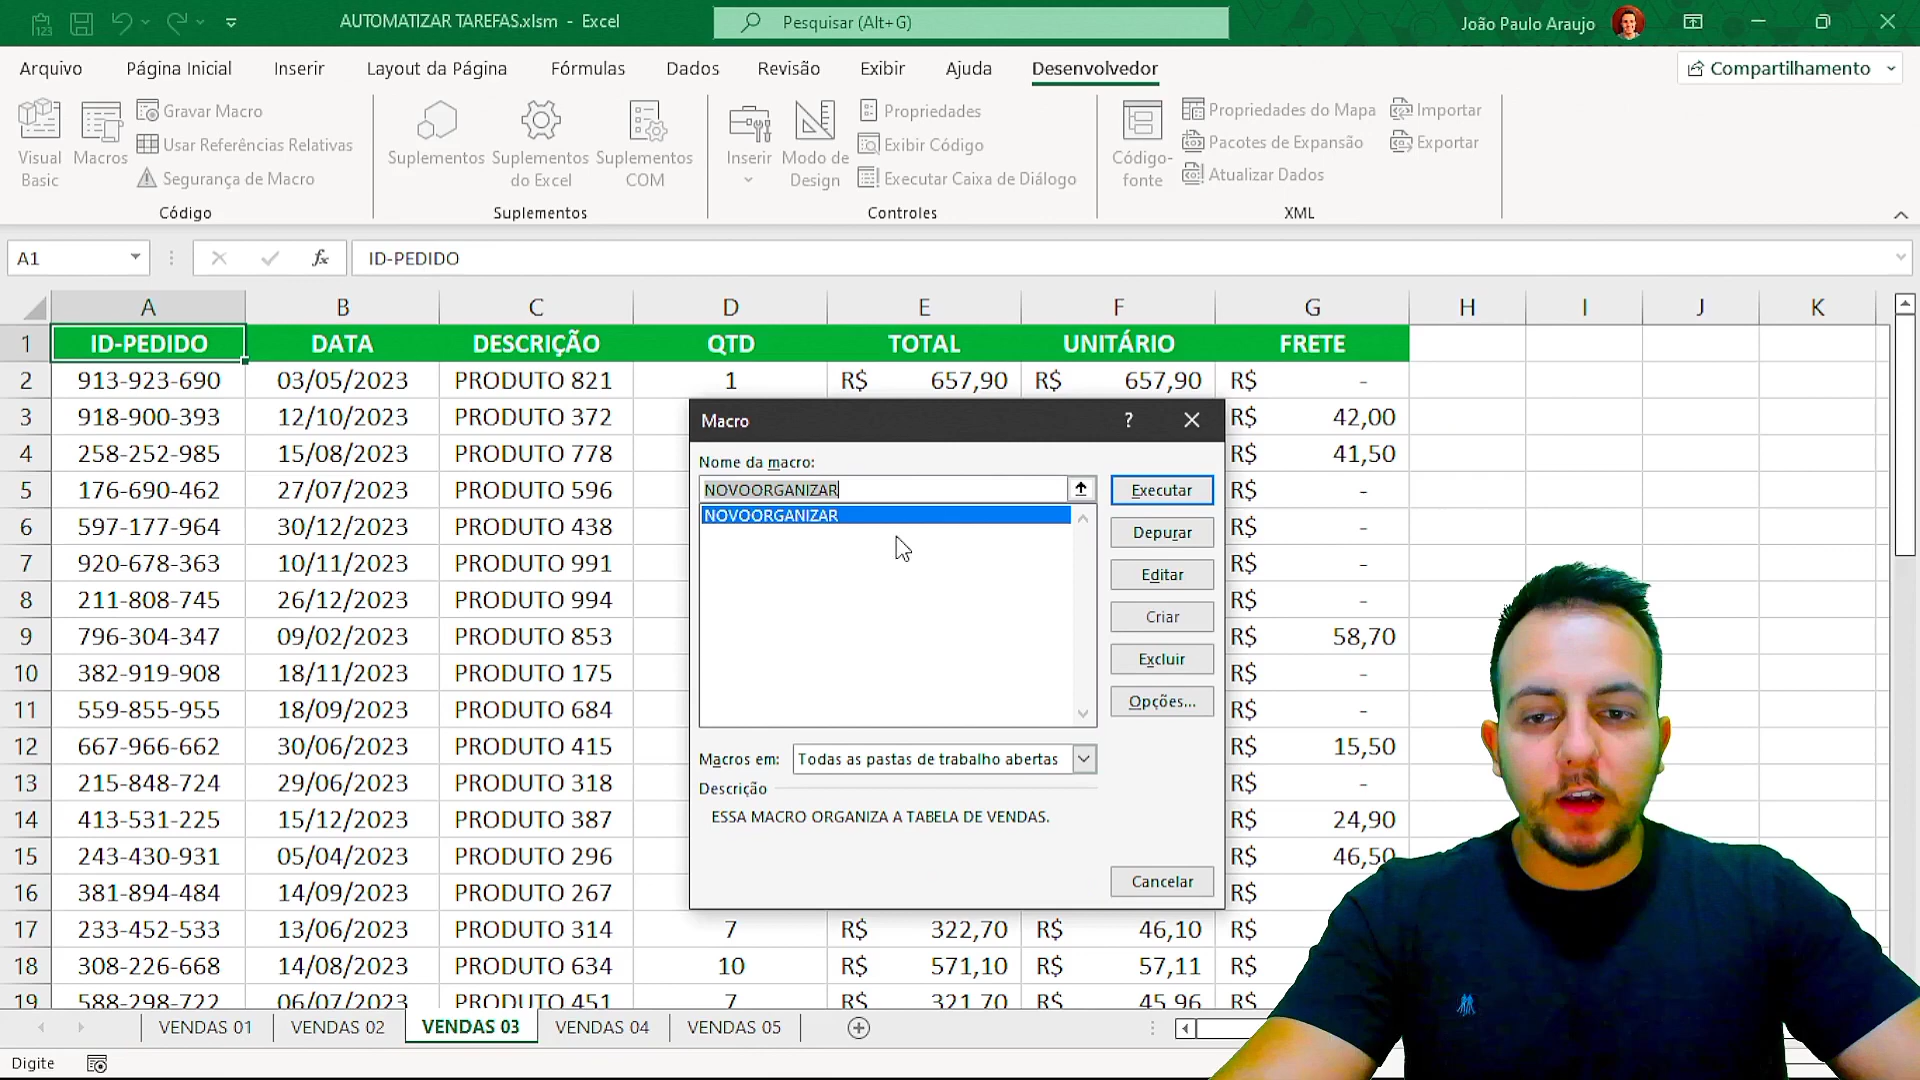 AUTOMATIZAR TAREFAS.xlsm - Excel
Pesquisar (Alt+G)
João Paulo Araujo
Arquivo Página Inicial Inserir Layout da Página Fórmulas Dados Revisão Exibir Ajuda Desenvolvedor Compartilhamento
Visual Basic
Macros
Gravar Macro
Usar Referências Relativas
Segurança de Macro
Código
Suplementos
Suplementos do Excel
Suplementos COM
Suplementos
Inserir
Modo de Design
Propriedades
Exibir Código
Executar Caixa de Diálogo
Controles
Código-fonte
Propriedades do Mapa
Pacotes de Expansão
Atualizar Dados
Importar
Exportar
XML
A1 fx ID-PEDIDO
A B C D E F G H I J K
1 ID-PEDIDO DATA DESCRIÇÃO QTD TOTAL UNITÁRIO FRETE
2 913-923-690 03/05/2023 PRODUTO 821 1 R$ 657,90 R$ 657,90 R$ -
3 918-900-393 12/10/2023 PRODUTO 372 R$ 42,00
4 258-252-985 15/08/2023 PRODUTO 778 R$ 41,50
5 176-690-462 27/07/2023 PRODUTO 596 R$ -
6 597-177-964 30/12/2023 PRODUTO 438 R$ -
7 920-678-363 10/11/2023 PRODUTO 991 R$ -
8 211-808-745 26/12/2023 PRODUTO 994 R$ -
9 796-304-347 09/02/2023 PRODUTO 853 R$ 58,70
10 382-919-908 18/11/2023 PRODUTO 175 R$ -
11 559-855-955 18/09/2023 PRODUTO 684 R$ -
12 667-966-662 30/06/2023 PRODUTO 415 R$ 15,50
13 215-848-724 29/06/2023 PRODUTO 318 R$ -
14 413-531-225 15/12/2023 PRODUTO 387 R$ 24,90
15 243-430-931 05/04/2023 PRODUTO 296 R$ 46,50
16 381-894-484 14/09/2023 PRODUTO 267 R$
17 233-452-533 13/06/2023 PRODUTO 314 7 R$ 322,70 R$ 46,10 R$
18 308-226-668 14/08/2023 PRODUTO 634 10 R$ 571,10 R$ 57,11 R$
19 588-298-722 06/07/2023 PRODUTO 451 7 R$ 321,70 R$ 45,96 R$
Macro ?
Nome da macro:
NOVOORGANIZAR
NOVOORGANIZAR
Executar
Depurar
Editar
Criar
Excluir
Opções...
Macros em: Todas as pastas de trabalho abertas
Descrição
ESSA MACRO ORGANIZA A TABELA DE VENDAS.
Cancelar
VENDAS 01 VENDAS 02 VENDAS 03 VENDAS 04 VENDAS 05
Digite